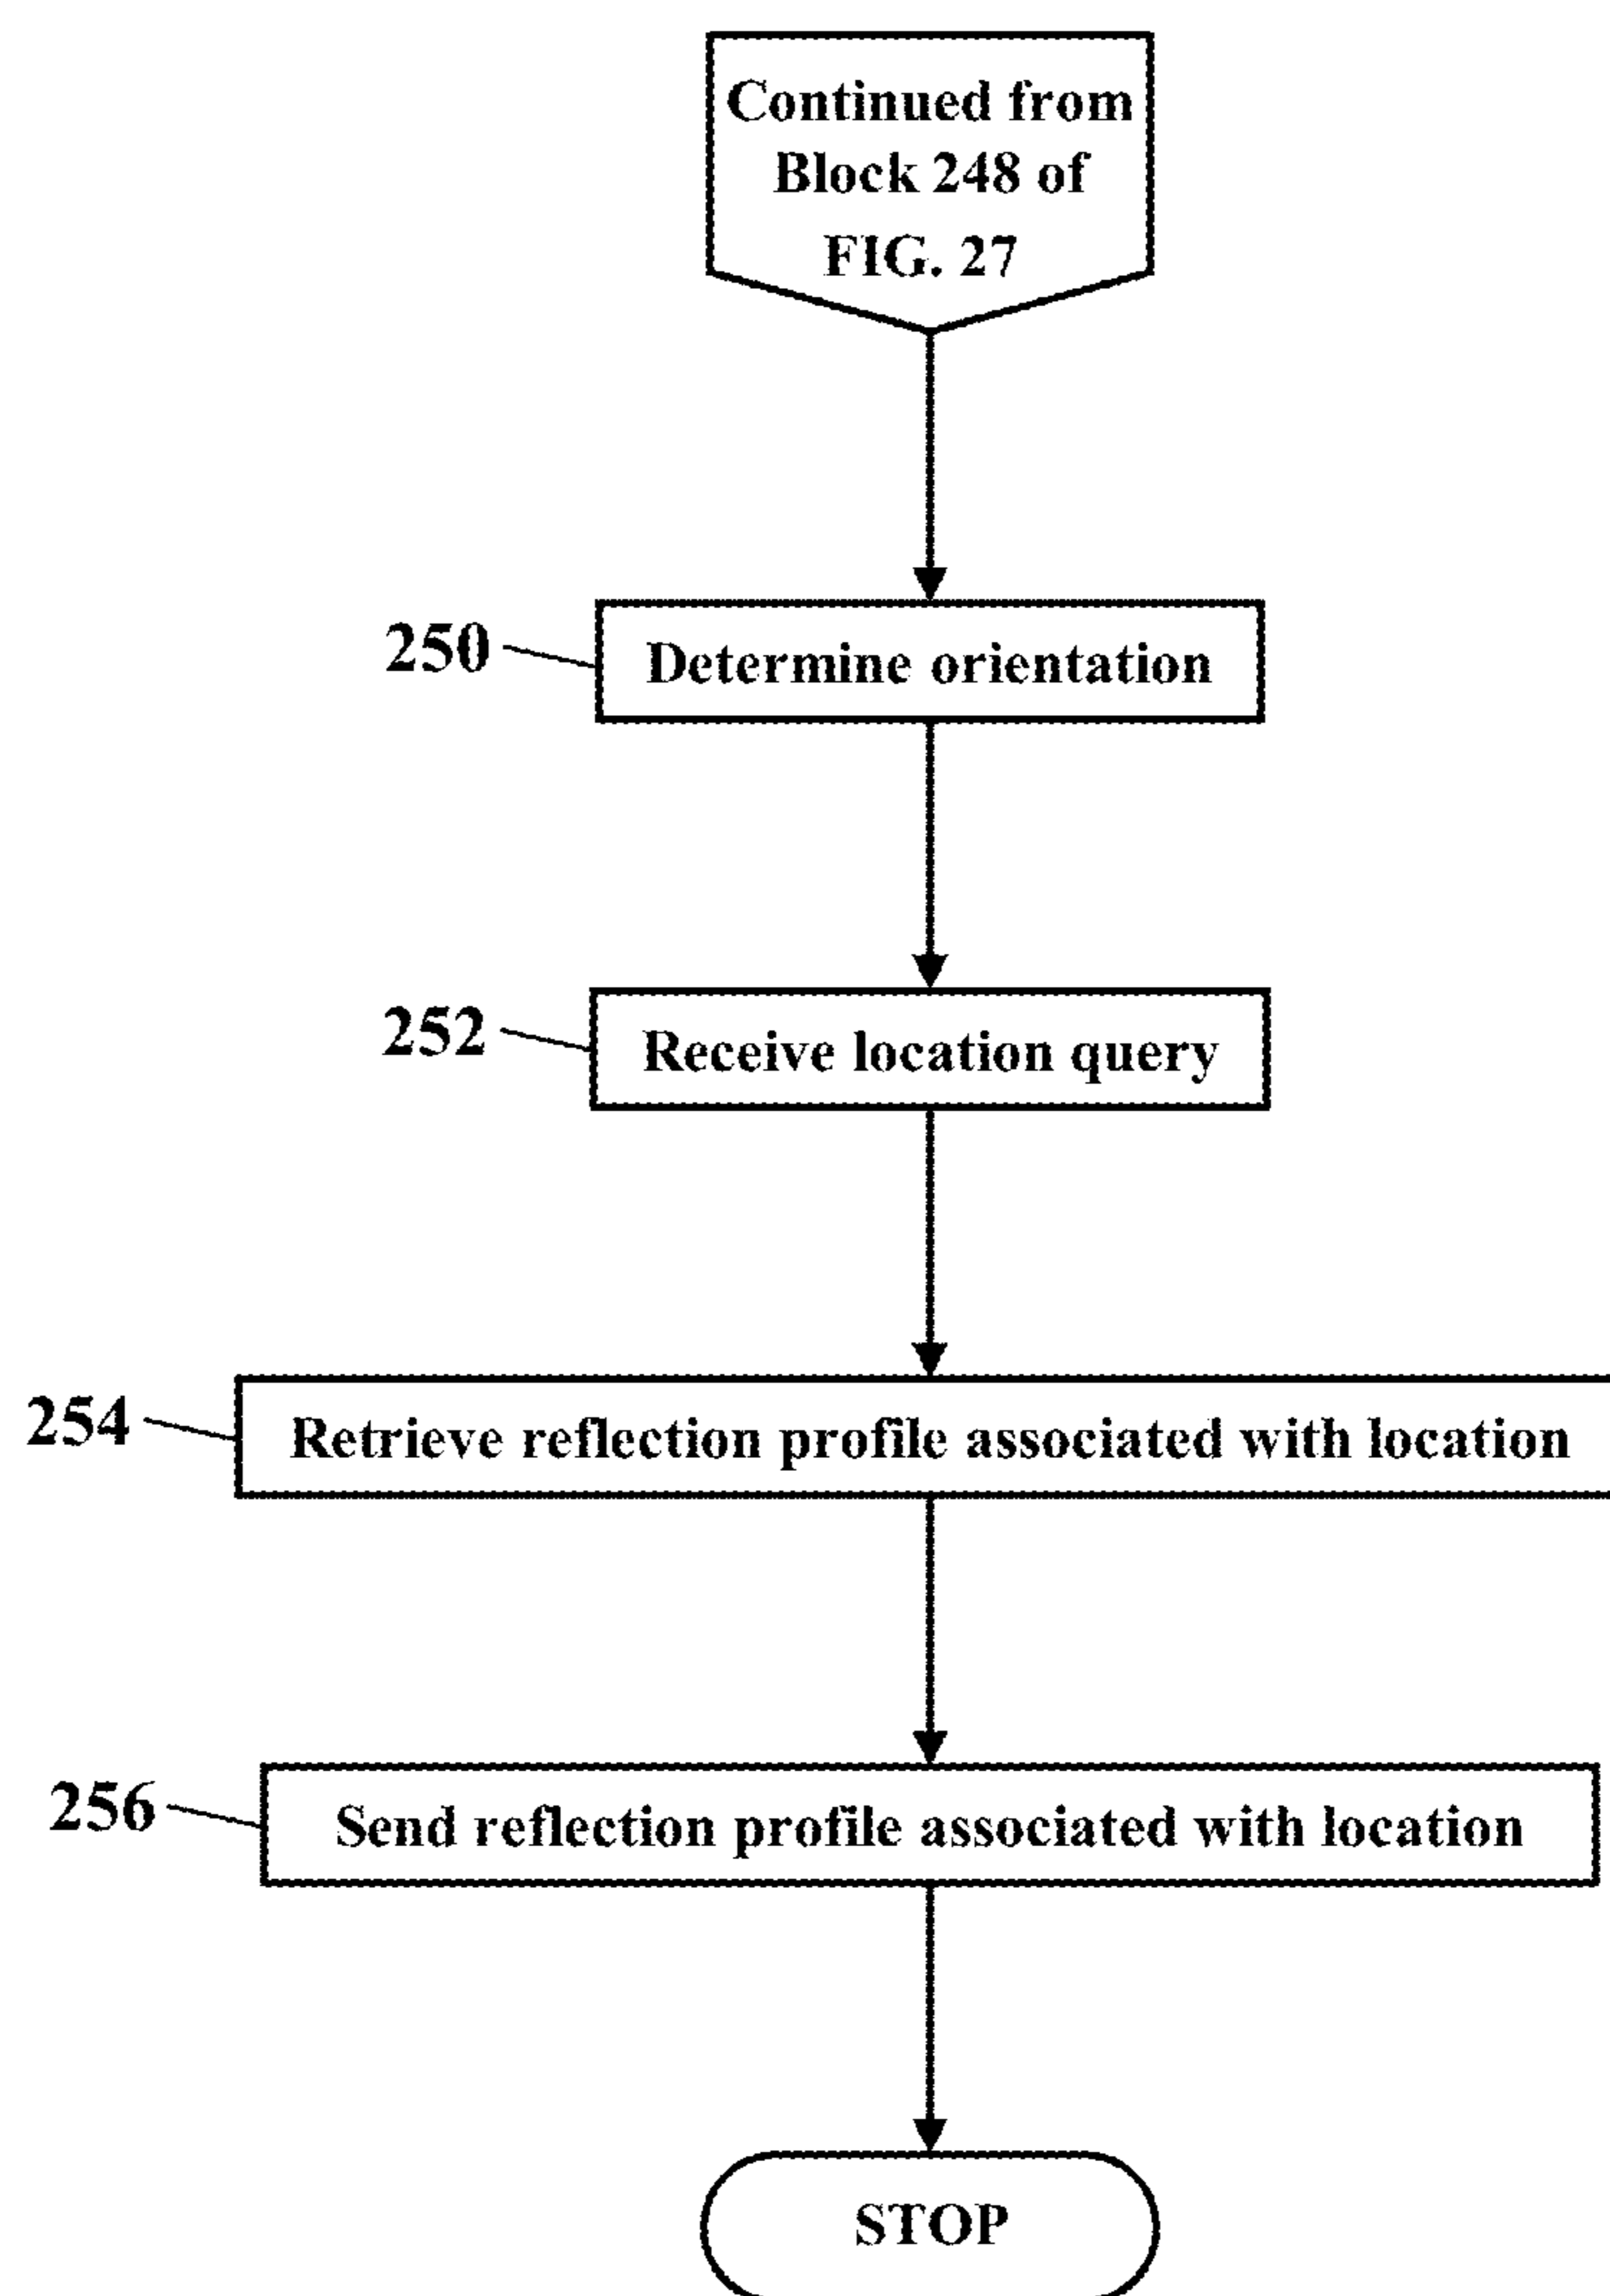 Continued from
Block 248 of
FIG. 27
250
Determine orientation
252
Receive location query
254
Retrieve reflection profile associated with location
256
Send reflection profile associated with location
STOP